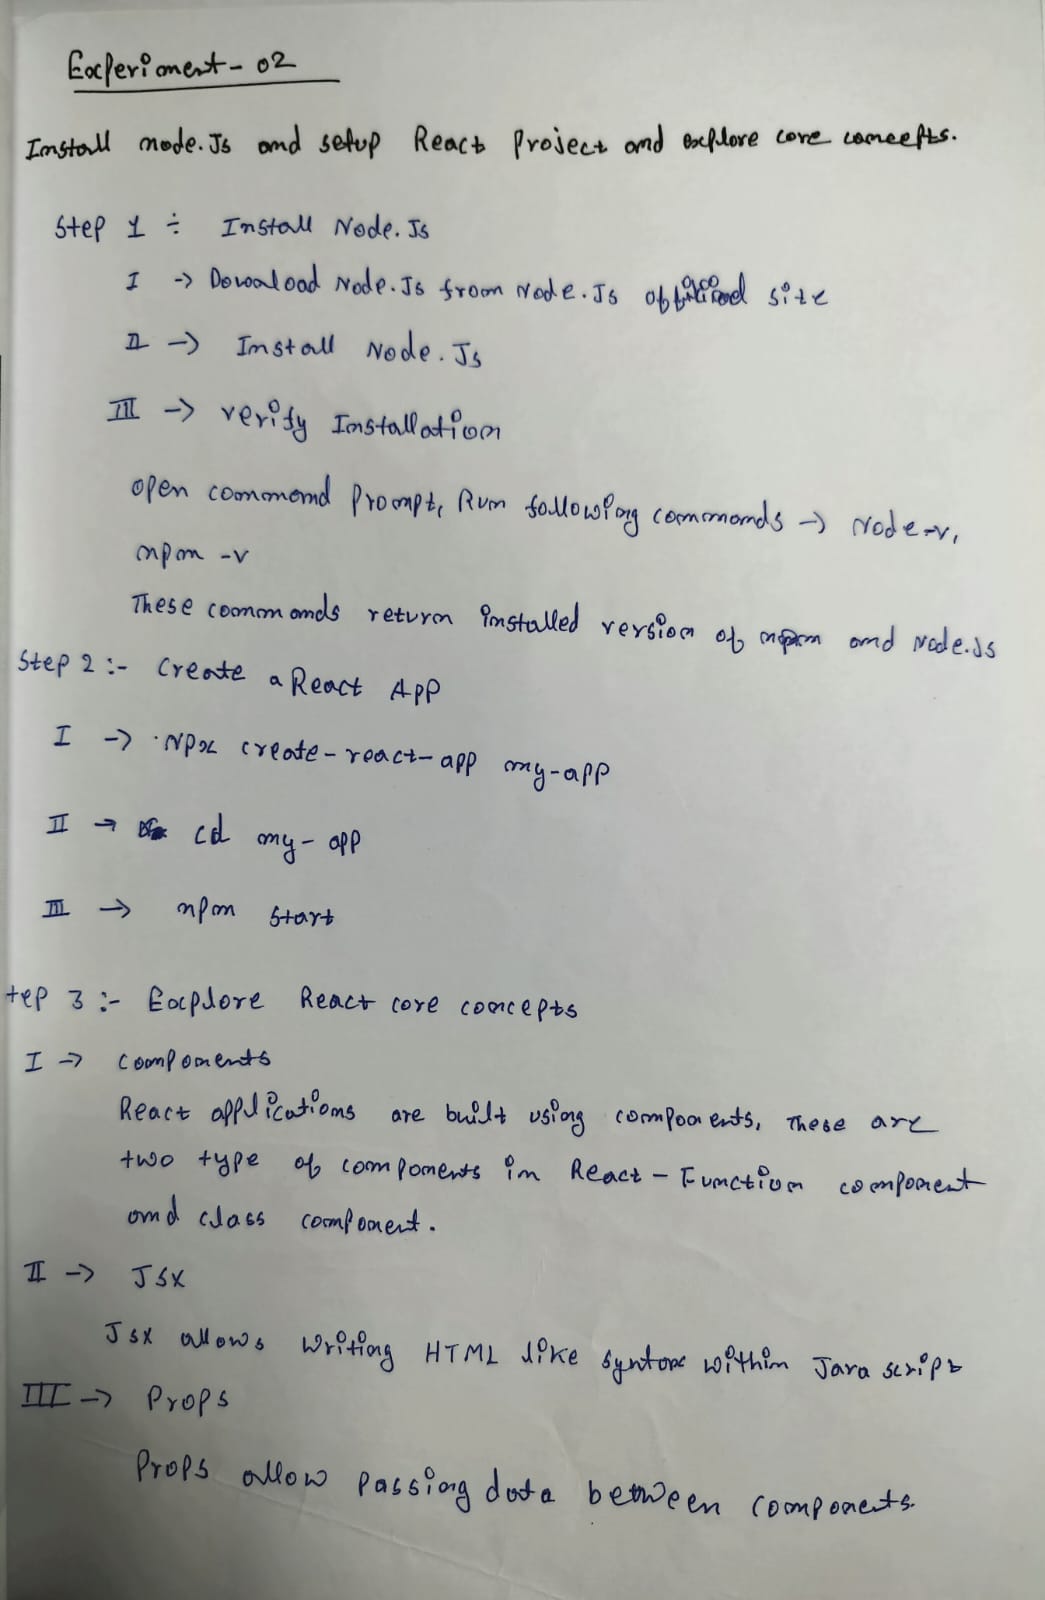 Experiment - 02
Install node.Js and setup React Project and explore core concepts.
Step 1 ÷ Install Node.Js
I -> Download Node.Js from Node.Js official site
II -> Install Node.Js
III -> verify Installation
open command Prompt, Run following commands -> Node -v,
npm -v
These commands return installed version of npm and Node.Js
Step 2 :- Create a React App
I -> Npx create-react-app my-app
II -> cd my-app
III -> npm start
tep 3 :- Explore React core concepts
I -> components
React applications are built using components, These are
two type of components in React - Function component
and class component.
II -> JSX
Jsx allows writing HTML like syntax within Java script
III -> Props
Props allow passing data between components.